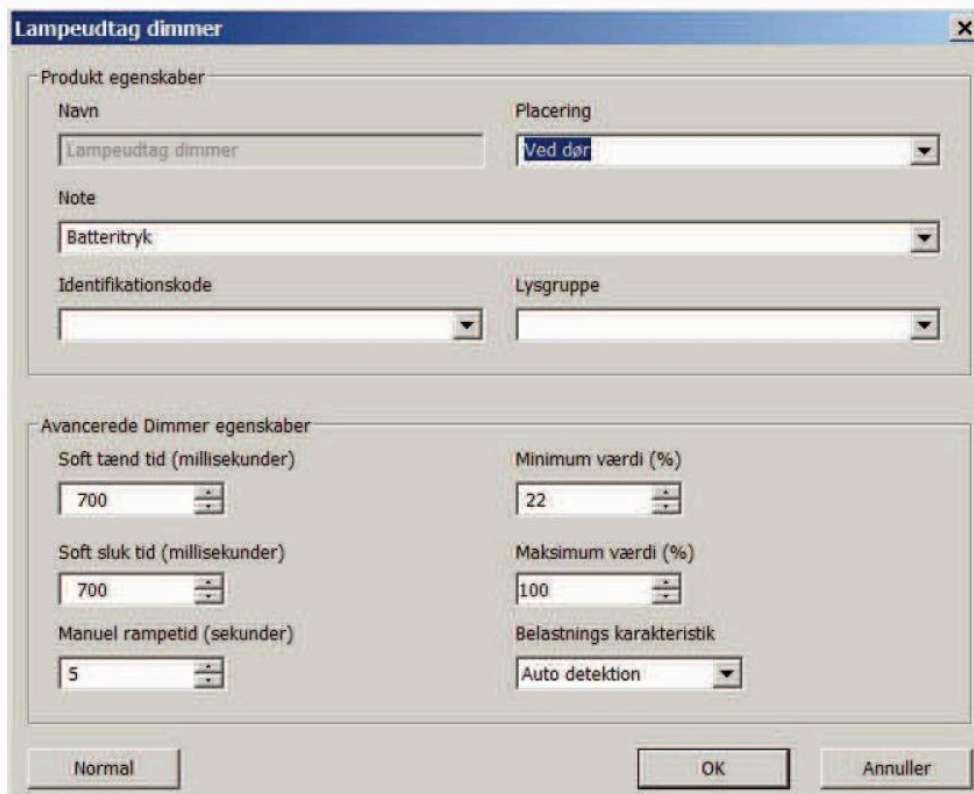 Lampeudtag dimmer
Produkt egenskaber
Navn
Placering
Lampeudtag dimmer
Ved dør
Note
Batteritryk
Identifikationskode
Lysgruppe
Avancerede Dimmer egenskaber
Soft tænd tid (millisekunder)
Minimum værdi (%)
700
22
Soft sluk tid (millisekunder)
Maksimum værdi (%)
700
100
Manuel rampetid (sekunder)
Belastnings karakteristik
5
Auto detektion
Normal
OK
Annuller